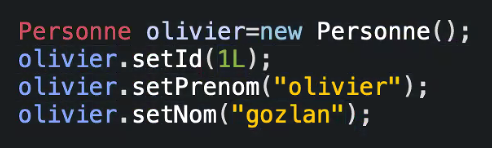 Personne olivier=new Personne();
olivier.setId(1L);
olivier.setPrenom("olivier");
olivier.setNom("gozlan");